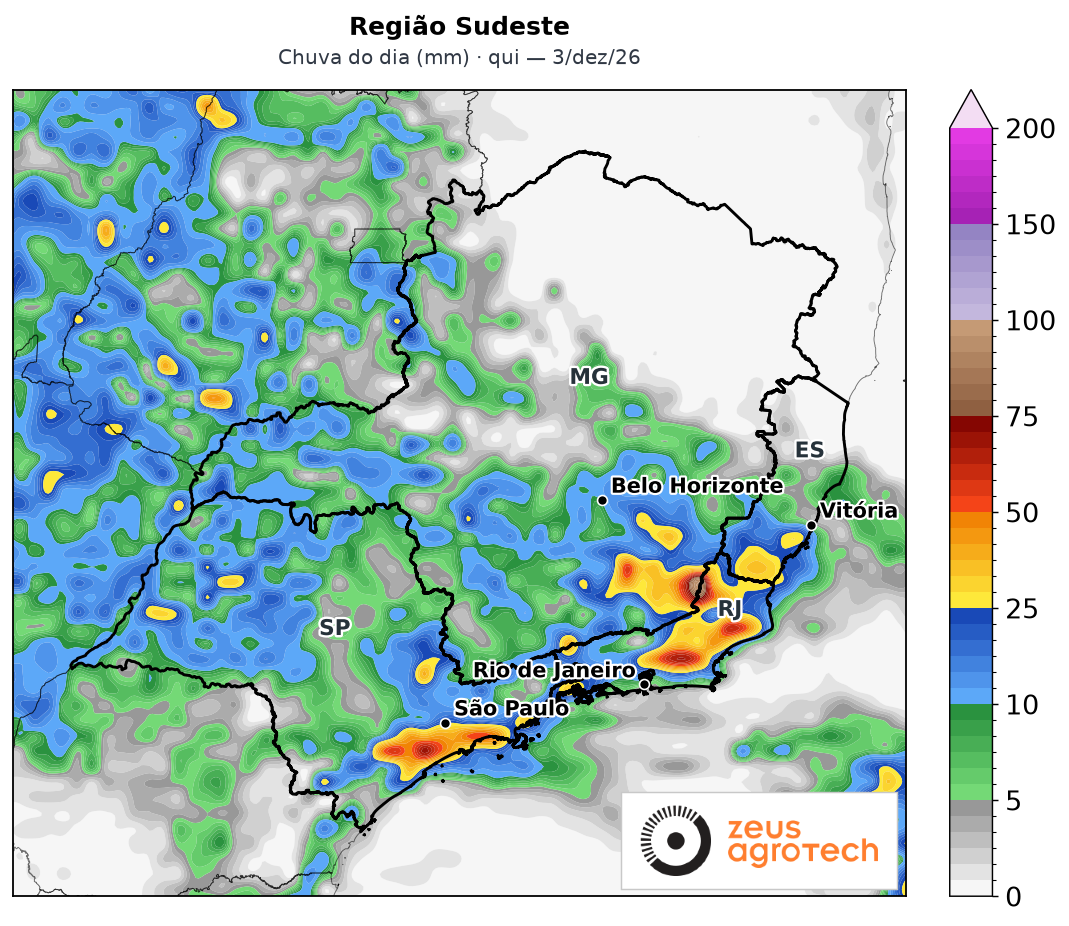 Região Sudeste
Chuva do dia (mm) · qui — 3/dez/26
MG
ES
Belo Horizonte
Vitória
RJ
SP
Rio de Janeiro
São Paulo
200
150
100
75
50
25
10
5
0
zeus
agrotech